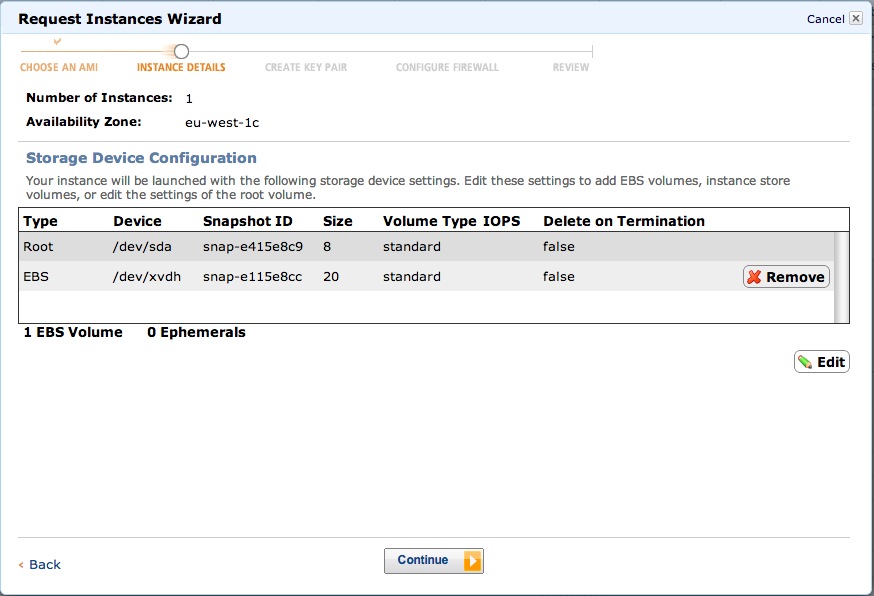 Request Instances Wizard
Cancel
CHOOSE AN AMI INSTANCE DETAILS CREATE KEY PAIR CONFIGURE FIREWALL REVIEW
Number of Instances: 1
Availability Zone: eu-west-1c
Storage Device Configuration
Your instance will be launched with the following storage device settings. Edit these settings to add EBS volumes, instance store
volumes, or edit the settings of the root volume.
Type Device Snapshot ID Size Volume Type IOPS Delete on Termination
Root /dev/sda snap-e415e8c9 8 standard false
EBS /dev/xvdh snap-e115e8cc 20 standard false Remove
1 EBS Volume 0 Ephemerals
Edit
Back Continue